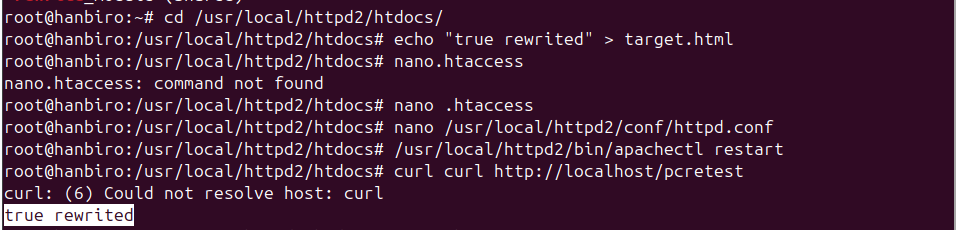 root@hanbiro:~# cd /usr/local/httpd2/htdocs/
root@hanbiro:/usr/local/httpd2/htdocs# echo "true rewrited" > target.html
root@hanbiro:/usr/local/httpd2/htdocs# nano.htaccess
nano.htaccess: command not found
root@hanbiro:/usr/local/httpd2/htdocs# nano .htaccess
root@hanbiro:/usr/local/httpd2/htdocs# nano /usr/local/httpd2/conf/httpd.conf
root@hanbiro:/usr/local/httpd2/htdocs# /usr/local/httpd2/bin/apachectl restart
root@hanbiro:/usr/local/httpd2/htdocs# curl curl http://localhost/pcretest
curl: (6) Could not resolve host: curl
true rewrited